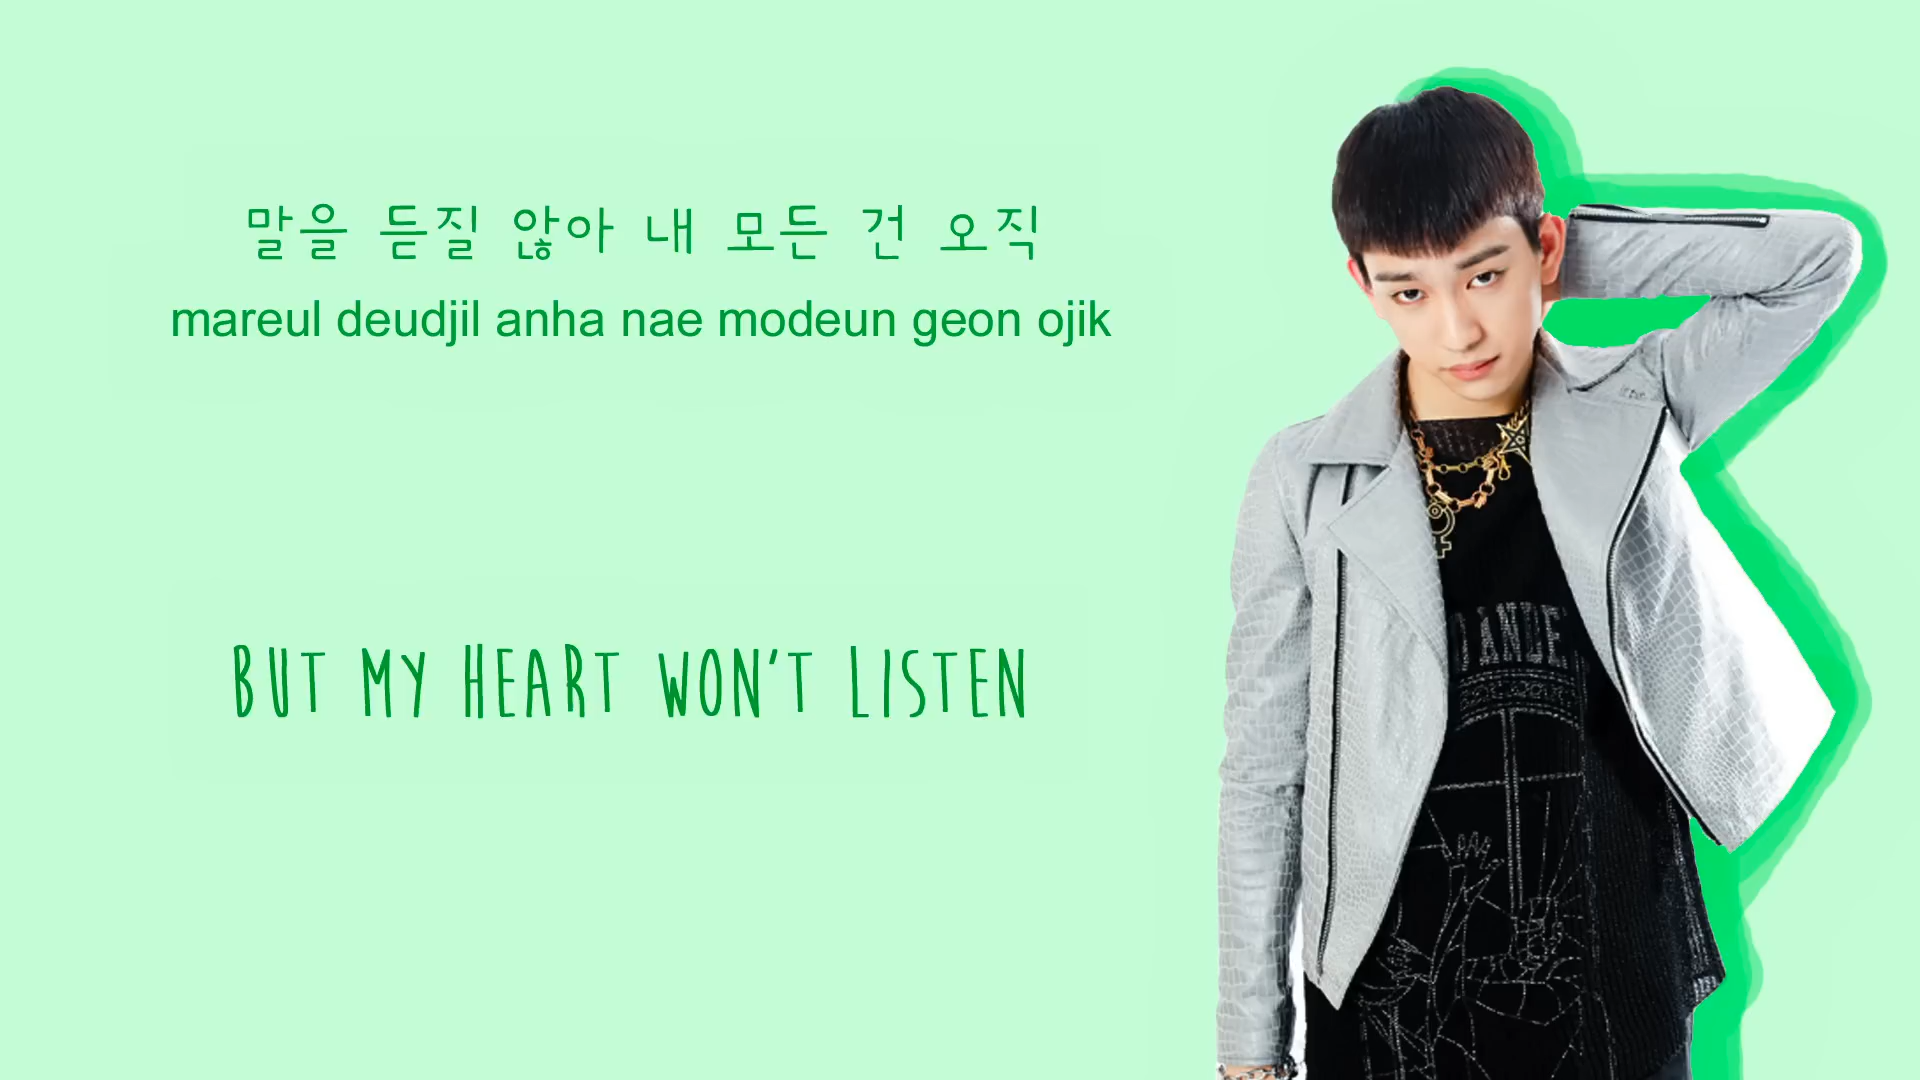 말을 듣질 않아 내 모든 건 오직
mareul deudjil anha nae modeun geon ojik
BUT MY HEART WON'T LISTEN